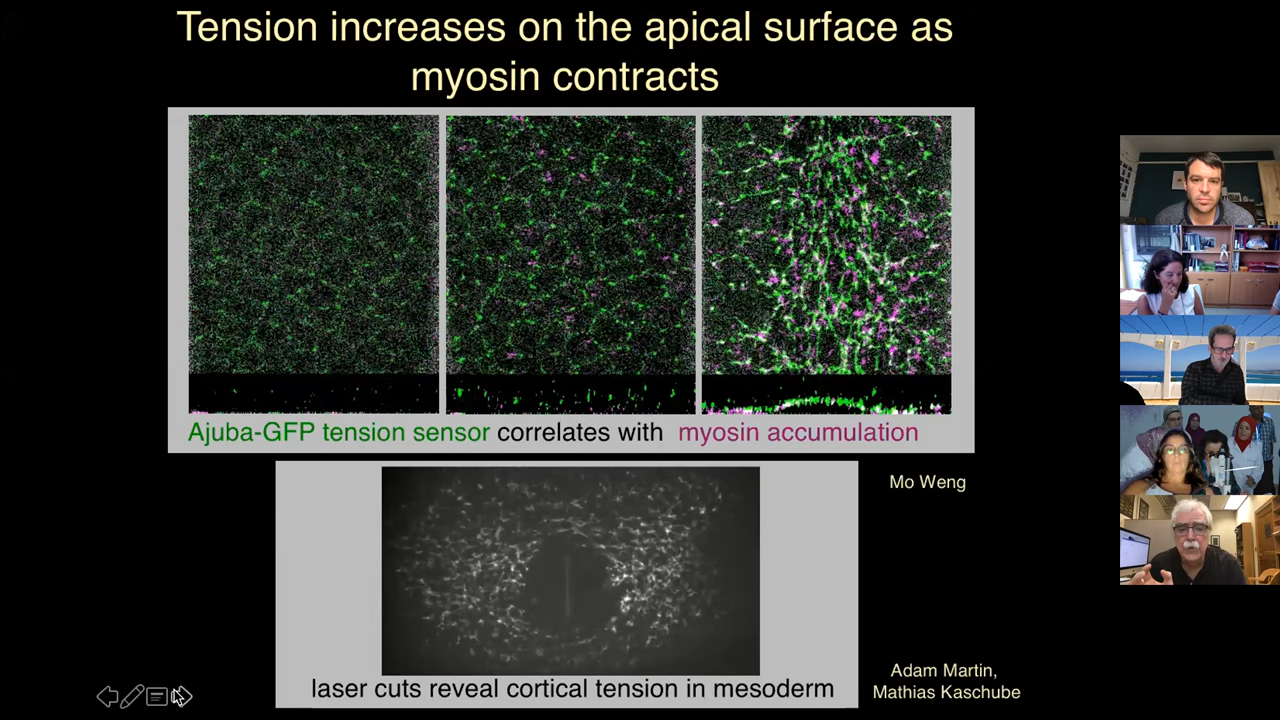 Tension increases on the apical surface as
myosin contracts
Ajuba-GFP tension sensor correlates with myosin accumulation
Mo Weng
laser cuts reveal cortical tension in mesoderm
Adam Martin,
Mathias Kaschube